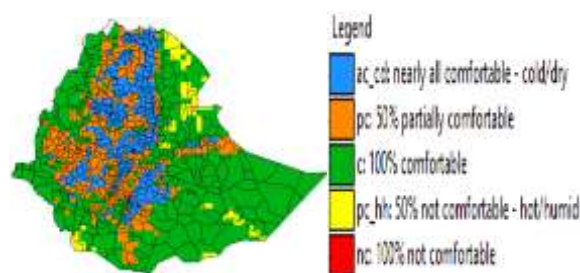 Legend
ac_cd: nearly all comfortable - cold/dry
pc: 50% partially comfortable
c: 100% comfortable
pc_hh: 50% not comfortable - hot/humid
nc: 100% not comfortable